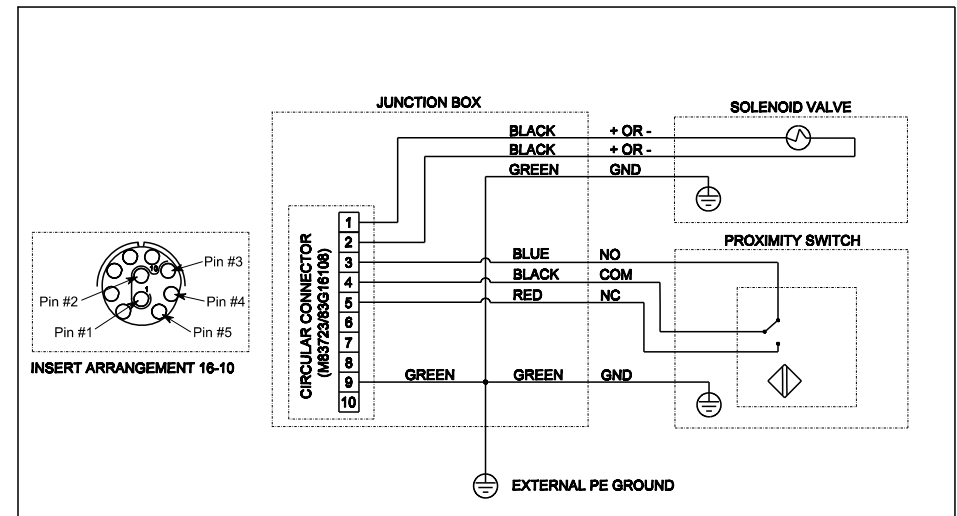 JUNCTION BOX
SOLENOID VALVE
BLACK + OR -
BLACK + OR -
GREEN GND
CIRCULAR CONNECTOR
(M83723/83G16108)
1
2
3
4
5
6
7
8
9
10
PROXIMITY SWITCH
BLUE NO
BLACK COM
RED NC
GREEN GREEN GND
10
1
Pin #3
Pin #2
Pin #4
Pin #1
Pin #5
INSERT ARRANGEMENT 16-10
EXTERNAL PE GROUND